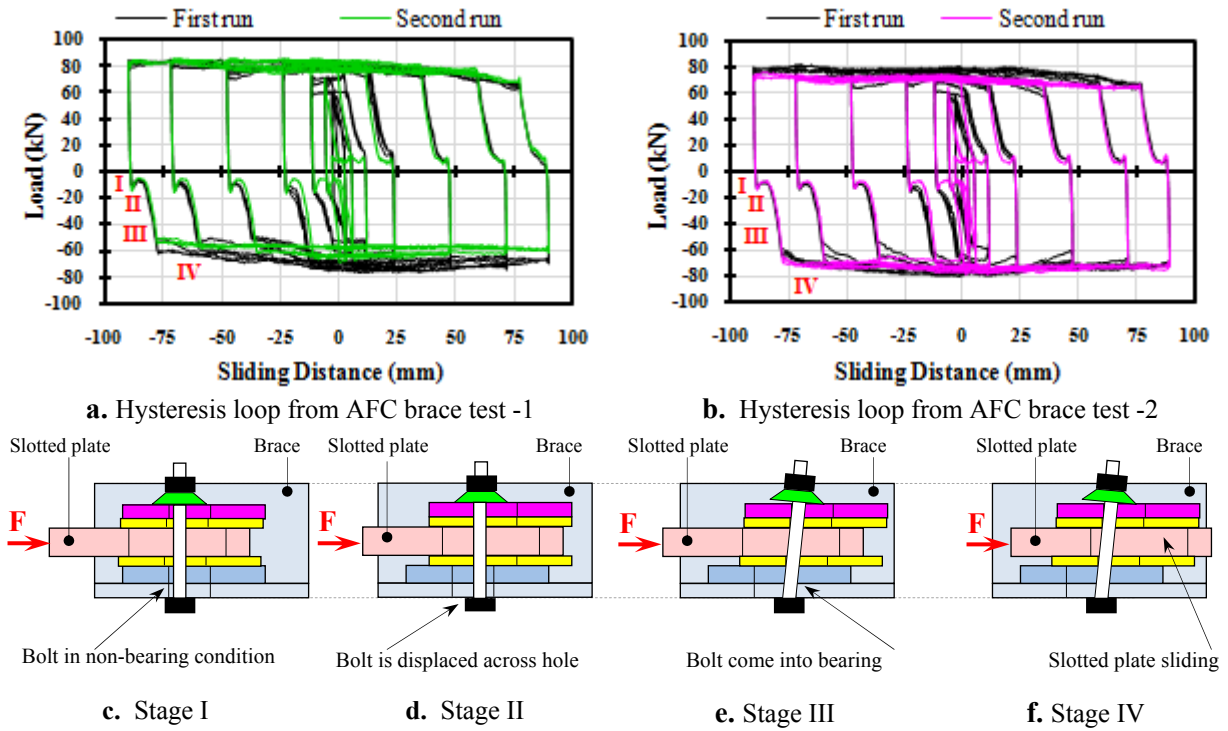 First run Second run
First run Second run
100
80
60
40
20
0
-20
-40
-60
-80
-100
Load (kN)
I
II
III
IV
-100 -75 -50 -25 0 25 50 75 100
Sliding Distance (mm)
100
80
60
40
20
0
-20
-40
-60
-80
-100
Load (kN)
I
II
III
IV
-100 -75 -50 -25 0 25 50 75 100
Sliding Distance (mm)
a. Hysteresis loop from AFC brace test -1
b. Hysteresis loop from AFC brace test -2
Slotted plate Brace
F
Bolt in non-bearing condition
c. Stage I
Slotted plate Brace
F
Bolt is displaced across hole
d. Stage II
Slotted plate Brace
F
Bolt come into bearing
e. Stage III
Slotted plate Brace
F
Slotted plate sliding
f. Stage IV